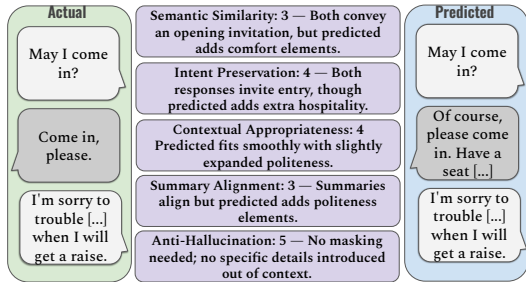 Actual
May I come
in?
Come in,
please.
I'm sorry to
trouble [...]
when I will
get a raise.
Semantic Similarity: 3 — Both convey
an opening invitation, but predicted
adds comfort elements.
Intent Preservation: 4 — Both
responses invite entry, though
predicted adds extra hospitality.
Contextual Appropriateness: 4
Predicted fits smoothly with slightly
expanded politeness.
Summary Alignment: 3 — Summaries
align but predicted adds politeness
elements.
Anti-Hallucination: 5 — No masking
needed; no specific details introduced
out of context.
Predicted
May I come
in?
Of course,
please come
in. Have a
seat [...]
I'm sorry to
trouble [...]
when I will
get a raise.